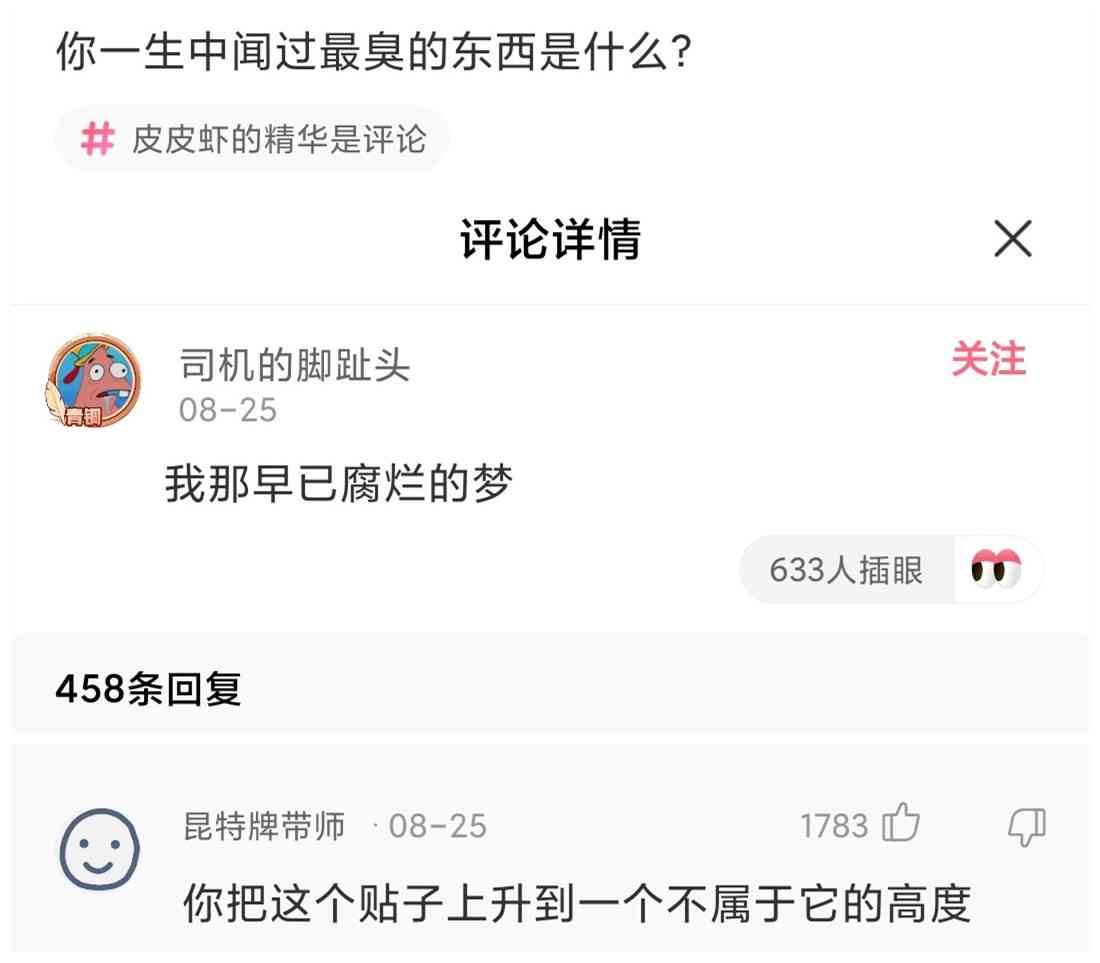 你一生中闻过最臭的东西是什么?
# 皮皮虾的精华是评论
评论详情
司机的脚趾头
关注
08-25
青铜
我那早已腐烂的梦
633人插眼
458条回复
昆特牌带师 · 08-25
1783
你把这个贴子上升到一个不属于它的高度